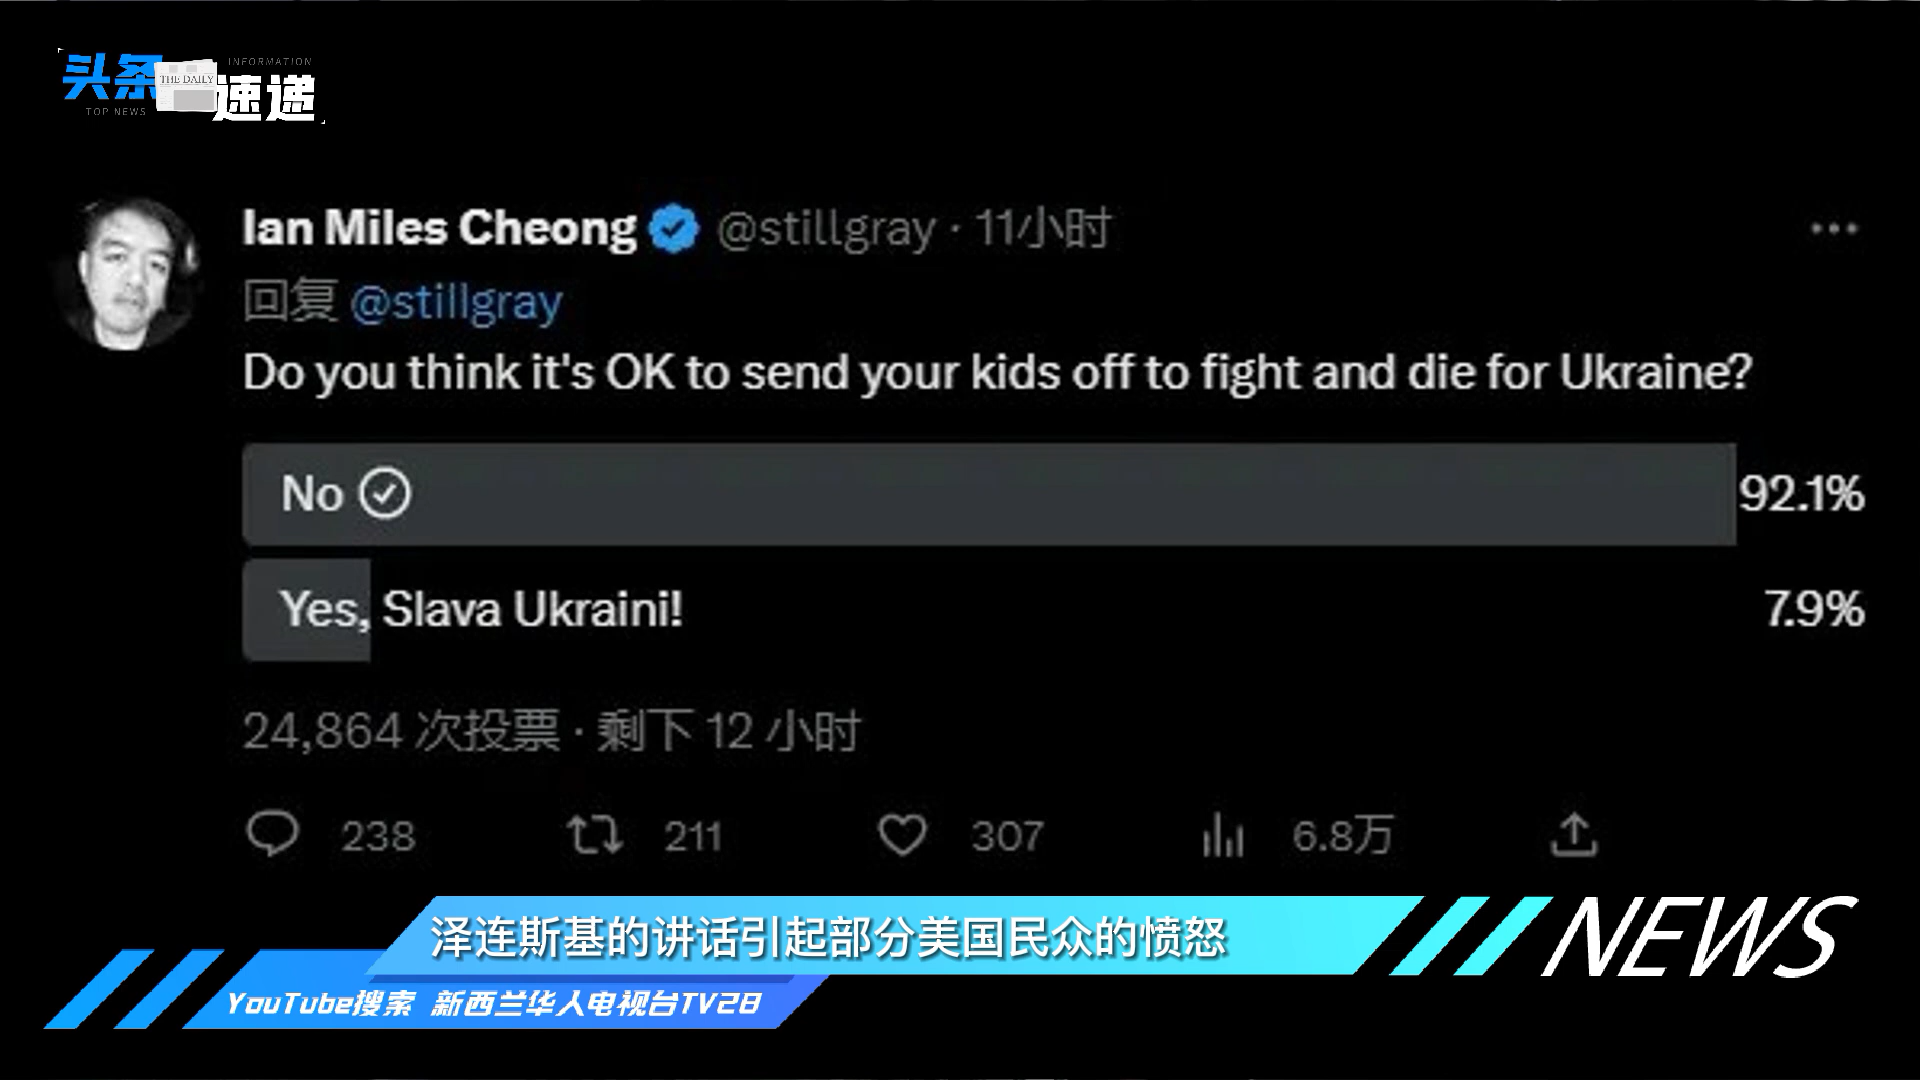 头条
INFORMATION
THE DAILY
速递
TOP NEWS
Ian Miles Cheong @stillgray · 11小时
回复 @stillgray
Do you think it's OK to send your kids off to fight and die for Ukraine?
No 92.1%
Yes, Slava Ukraini! 7.9%
24,864 次投票 · 剩下 12 小时
238 211 307 6.8万
泽连斯基的讲话引起部分美国民众的愤怒
NEWS
YouTube搜索 新西兰华人电视台TV28